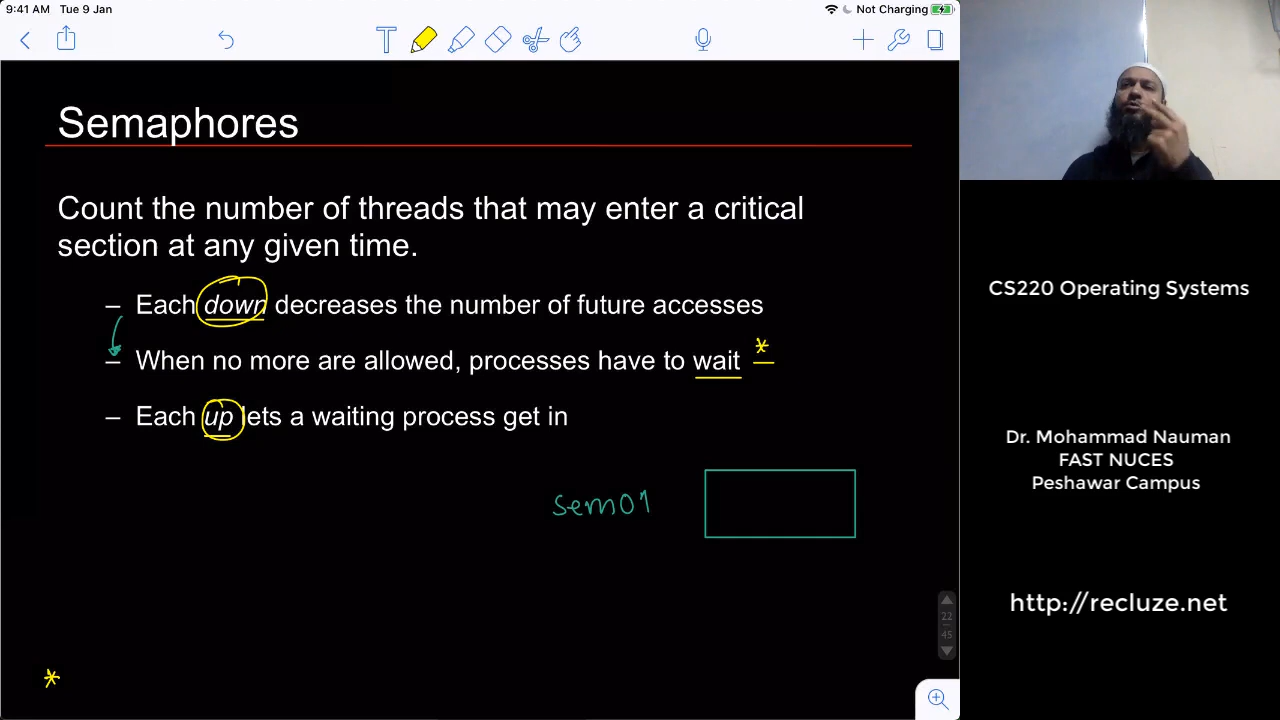 9:41 AM Tue 9 Jan
Not Charging
Semaphores
Count the number of threads that may enter a critical
section at any given time.
– Each down decreases the number of future accesses
– When no more are allowed, processes have to wait *
– Each up lets a waiting process get in
sem01
*
22
45
CS220 Operating Systems
Dr. Mohammad Nauman
FAST NUCES
Peshawar Campus
http://recluze.net